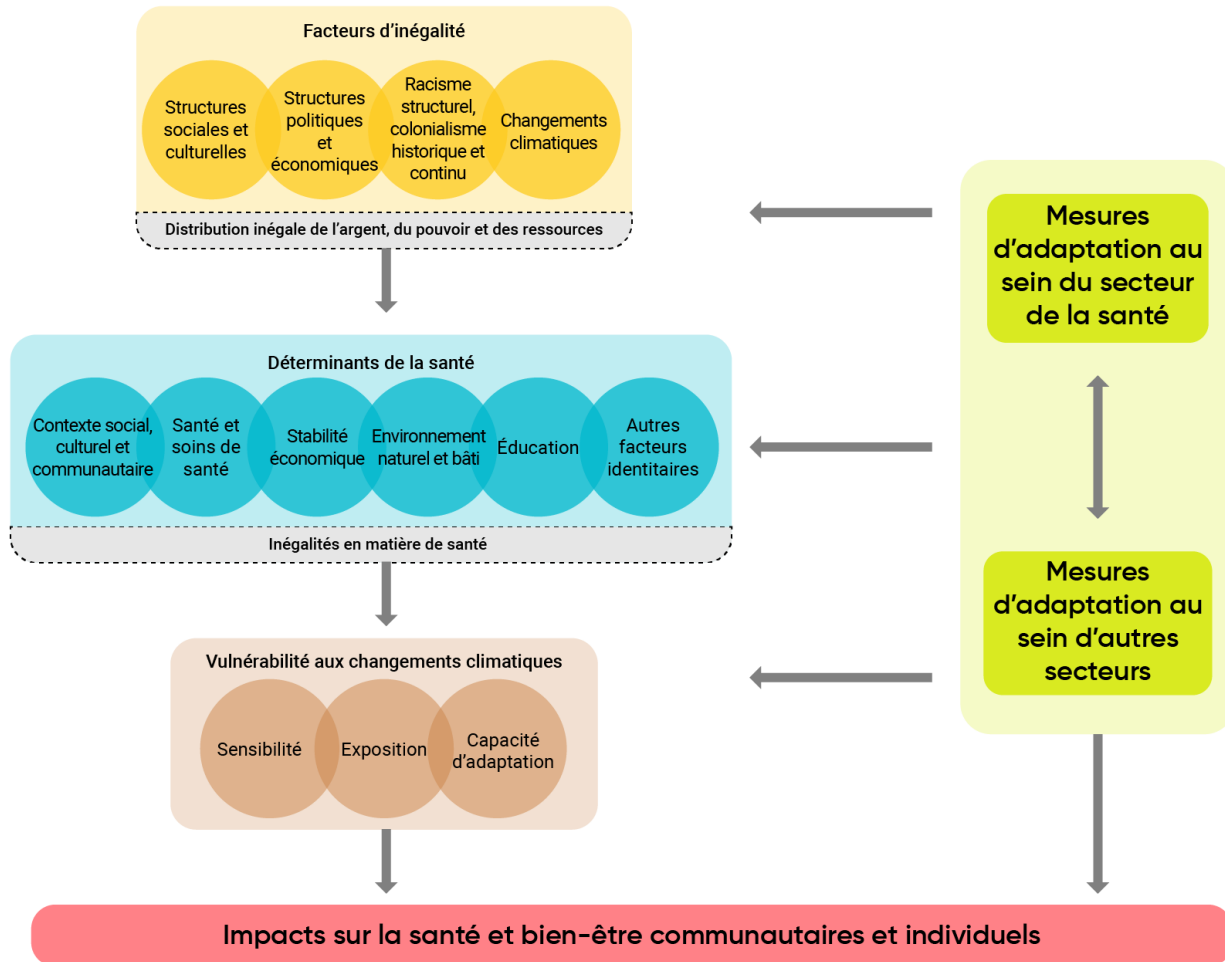 Facteurs d’inégalité
Structures
sociales et
culturelles
Structures
politiques
et
économiques
Racisme
structurel,
colonialisme
historique et
continu
Changements
climatiques
Distribution inégale de l’argent, du pouvoir et des ressources
Déterminants de la santé
Contexte social,
culturel et
communautaire
Santé et
soins de
santé
Stabilité
économique
Environnement
naturel et bâti
Éducation
Autres
facteurs
identitaires
Inégalités en matière de santé
Vulnérabilité aux changements climatiques
Sensibilité
Exposition
Capacité
d’adaptation
Mesures
d’adaptation au
sein du secteur
de la santé
Mesures
d’adaptation au
sein d’autres
secteurs
Impacts sur la santé et bien-être communautaires et individuels